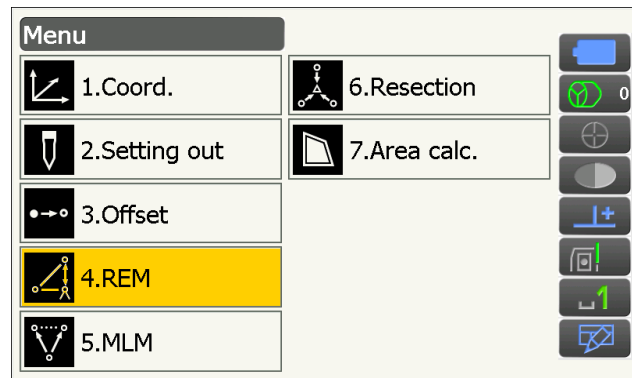 Menu
1.Coord.
2.Setting out
3.Offset
4.REM
5.MLM
6.Resection
7.Area calc.
0
1